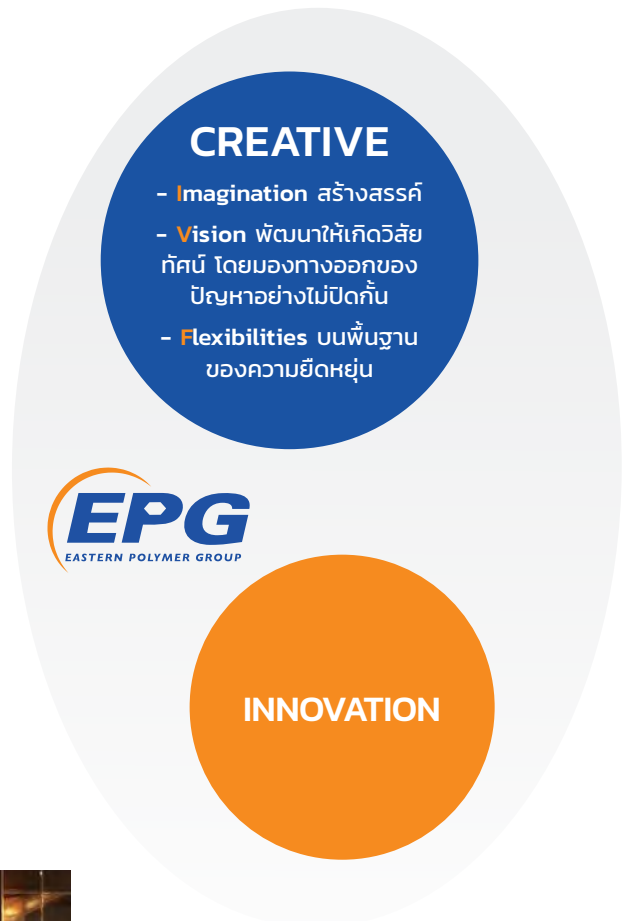 CREATIVE
- Imagination สร้างสรรค์
- Vision พัฒนาให้เกิดวิสัย
ทัศน์ โดยมองทางออกของ
ปัญหาอย่างไม่ปิดกั้น
- Flexibilities บนพื้นฐาน
ของความยืดหยุ่น
EPG
EASTERN POLYMER GROUP
INNOVATION